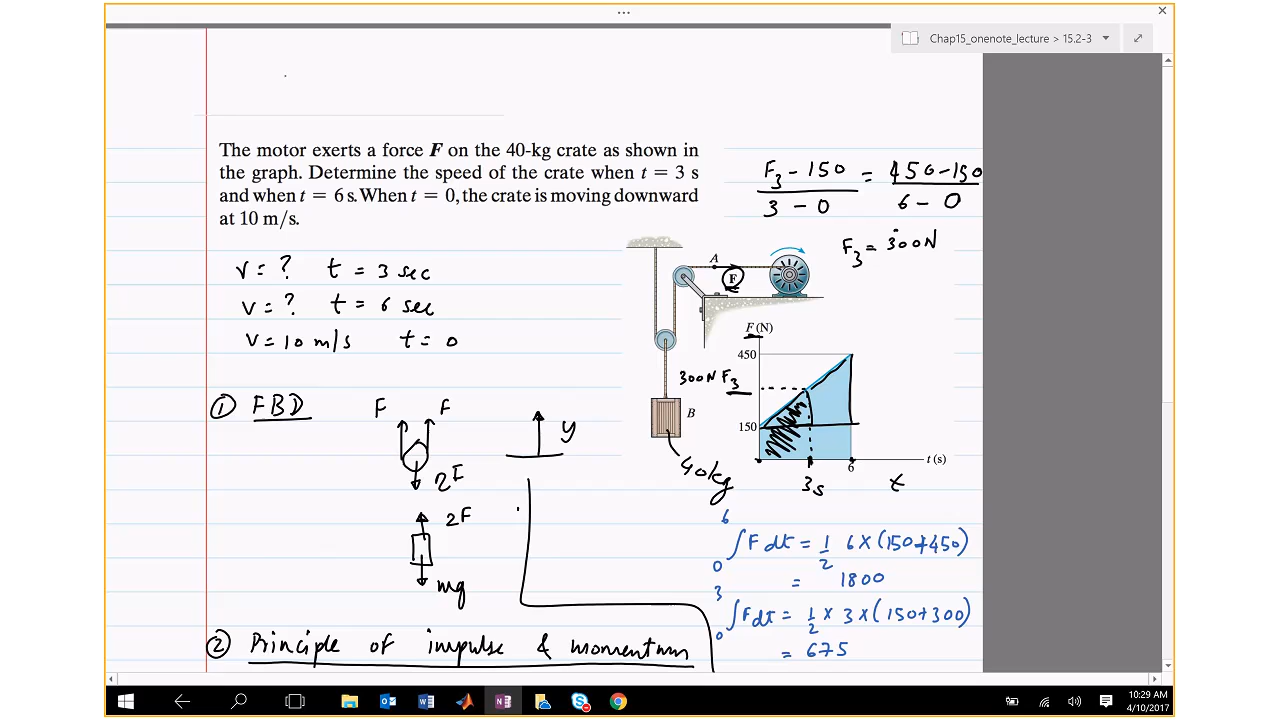 Chap15_onenote_lecture > 15.2-3
The motor exerts a force F on the 40-kg crate as shown in
the graph. Determine the speed of the crate when t = 3 s
and when t = 6 s. When t = 0, the crate is moving downward
at 10 m/s.
F3 - 150 / 3 - 0 = 450 - 150 / 6 - 0
F3 = 300N
v = ? t = 3 sec
v = ? t = 6 sec
v = 10 m/s t = 0
A
F
F (N)
450
300N F3
B
150
40kg
6
t (s)
3s
t
① FBD
F F
y
2F
2F
mg
∫₀⁶ F dt = 1/2 6 × (150+450)
= 1800
∫₀³ F dt = 1/2 × 3 × (150+300)
= 675
② Principle of impulse & momentum
10:29 AM
4/10/2017